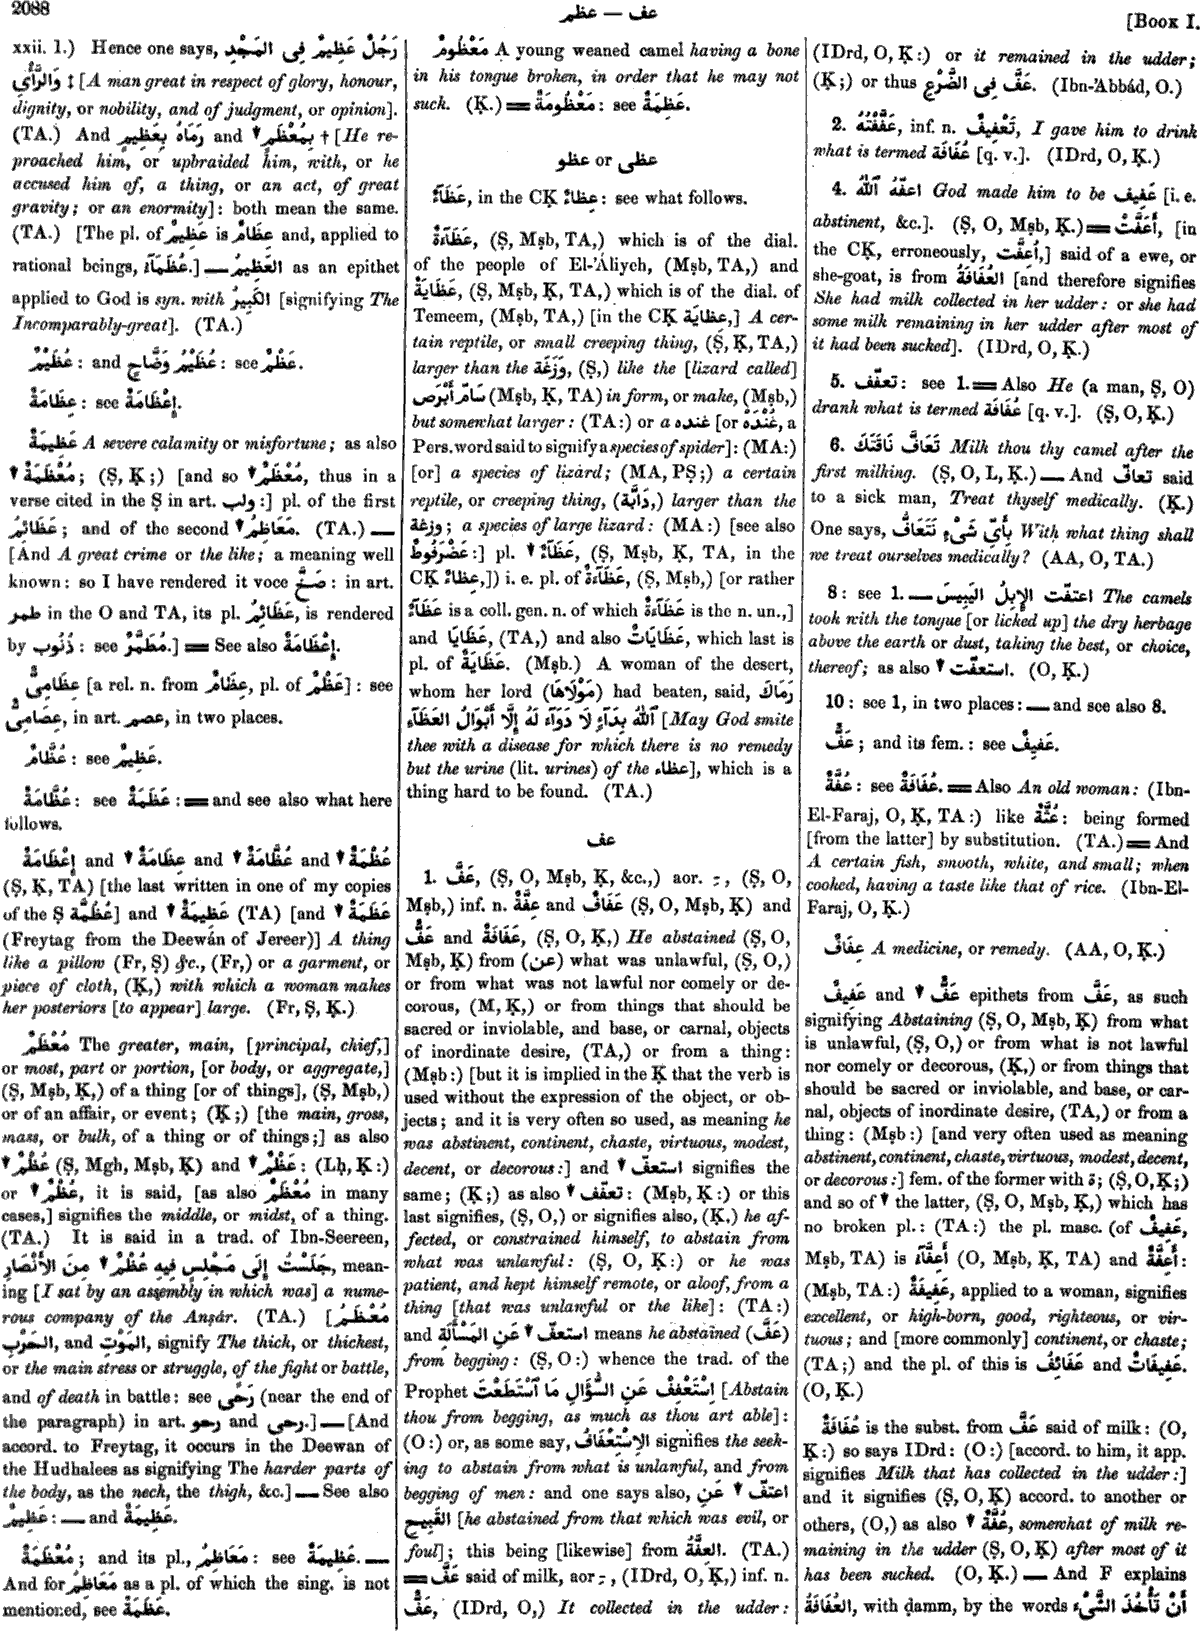 2088
عف — عظم
[BOOK I.
xxii. 1.) Hence one says, رَجُلٌ عَظِيمٌ فِى المَجْدِ
وَالرَّأْىِ ‡ [A man great in respect of glory, honour,
dignity, or nobility, and of judgment, or opinion].
(TA.) And رَمَاهُ بِعَظِيمٍ and ▼ بِمُعْظَمٍ † [He re-
proached him, or upbraided him, with, or he
accused him of, a thing, or an act, of great
gravity; or an enormity]: both mean the same.
(TA.) [The pl. of عَظِيمٌ is عِظَامٌ and, applied to
rational beings, عُظَمَآءُ.] — العَظِيمُ as an epithet
applied to God is syn. with الكَبِيرُ [signifying The
Incomparably-great]. (TA.)
عُظَيْمٌ : and عُظَيْمُ وَضَّاحٍ : see عَظْمٌ.
عِظَامَةٌ : see إِعْظَامَةٌ.
عَظِيمَةٌ A severe calamity or misfortune; as also
▼ مُعْظَمَةٌ ; (Ṣ, Ḳ;) [and so ▼ مُعْظَمٌ, thus in a
verse cited in the Ṣ in art. ولب :] pl. of the first
عَظَائِمُ ; and of the second ▼ مَعَاظِمُ. (TA.) —
[And A great crime or the like; a meaning well
known: so I have rendered it voce صَخَّ : in art.
طمر in the O and TA, its pl. عَظَائِمُ, is rendered
by ذُنُوب : see مُطَمَّرٌ.] = See also إِعْظَامَةٌ.
عِظَامِىٌّ [a rel. n. from عِظَامٌ, pl. of عَظْمٌ] : see
عِصَامِىٌّ, in art. عصم, in two places.
عُظَّامٌ : see عَظِيمٌ.
عُظَّامَةٌ : see عَظَمَةٌ : = and see also what here
follows.
إِعْظَامَةٌ and ▼ عِظَامَةٌ and ▼ عُظَّامَةٌ and ▼ عُظْمَةٌ
(Ṣ, Ḳ, TA) [the last written in one of my copies
of the Ṣ عُظَّمَة] and ▼ عَظِيمَةٌ (TA) [and ▼ عَظَمَةٌ
(Freytag from the Deewán of Jereer)] A thing
like a pillow (Fr, Ṣ) &c., (Fr,) or a garment, or
piece of cloth, (Ḳ,) with which a woman makes
her posteriors [to appear] large. (Fr, Ṣ, Ḳ.)
مُعْظَمٌ The greater, main, [principal, chief,]
or most, part or portion, [or body, or aggregate,]
(Ṣ, Mṣb, Ḳ,) of a thing [or of things], (Ṣ, Mṣb,)
or of an affair, or event; (Ḳ;) [the main, gross,
mass, or bulk, of a thing or of things;] as also
▼ عُظْمٌ (Ṣ, Mgh, Mṣb, Ḳ) and ▼ عَظْمٌ : (Lḥ, Ḳ:)
or ▼ عُظْمٌ, it is said, [as also مُعْظَمٌ in many
cases,] signifies the middle, or midst, of a thing.
(TA.) It is said in a trad. of Ibn-Seereen,
جَلَسْتُ إِلَى مَجْلِسٍ فِيهِ عُظْمٌ ▼ مِنَ الأَنْصَارِ, mean-
ing [I sat by an assembly in which was] a nume-
rous company of the Anṣár. (TA.) [مُعْظَمُ
الحَرْبِ, and المَوْتِ, signify The thick, or thickest,
or the main stress or struggle, of the fight or battle,
and of death in battle: see رَحًى (near the end of
the paragraph) in art. رحو and رحى.] — [And
accord. to Freytag, it occurs in the Deewan of
the Hudhalees as signifying The harder parts of
the body, as the neck, the thigh, &c.] — See also
عَظِيمٌ : — and عَظِيمَةٌ.
مُعْظَمَةٌ ; and its pl., مَعَاظِمُ : see عَظِيمَةٌ. —
And for مَعَاظِمُ as a pl. of which the sing. is not
mentioned, see عَظَمَةٌ.
مَعْظُومٌ A young weaned camel having a bone
in his tongue broken, in order that he may not
suck. (Ḳ.) = مَعْظُومَةٌ : see عَظِمَةٌ.
عظى or عظو
عَظَآءٌ, in the CḲ عِظاءٌ : see what follows.
عَظَآءَةٌ, (Ṣ, Mṣb, TA,) which is of the dial.
of the people of El-'Áliyeh, (Mṣb, TA,) and
عَظَايَةٌ, (Ṣ, Mṣb, Ḳ, TA,) which is of the dial. of
Temeem, (Mṣb, TA,) [in the CḲ عِظايَة,] A cer-
tain reptile, or small creeping thing, (Ṣ, Ḳ, TA,)
larger than the وَزَغَة, (Ṣ,) like the [lizard called]
سَامّ أَبْرَص (Mṣb, Ḳ, TA) in form, or make, (Mṣb,)
but somewhat larger: (TA:) or a غنده [or غُنْدَهْ, a
Pers. word said to signify a species of spider]: (MA:)
[or] a species of lizard; (MA, PṢ;) a certain
reptile, or creeping thing, (دَابَّة,) larger than the
وزغة ; a species of large lizard: (MA:) [see also
عَضْرَفُوطٌ :] pl. ▼ عَظَآءٌ, (Ṣ, Mṣb, Ḳ, TA, in the
CḲ عِظاءٌ,]) i. e. pl. of عَظَآءَةٌ, (Ṣ, Mṣb,) [or rather
عَظَآءٌ is a coll. gen. n. of which عَظَآءَةٌ is the n. un.,]
and عَظَايَا, (TA,) and also عَظَايَاتٌ, which last is
pl. of عَظَايَةٌ. (Mṣb.) A woman of the desert,
whom her lord (مَوْلَاهَا) had beaten, said, رَمَاكَ
ٱللّٰهُ بِدَآءٍ لَا دَوَآءَ لَهُ إِلَّا أَبْوَالُ العَظَآءِ [May God smite
thee with a disease for which there is no remedy
but the urine (lit. urines) of the عظاء], which is a
thing hard to be found. (TA.)
عف
1. عَفَّ, (Ṣ, O, Mṣb, Ḳ, &c.,) aor. ـِ, (Ṣ, O,
Mṣb,) inf. n. عِفَّةٌ and عَفَافٌ (Ṣ, O, Mṣb, Ḳ) and
عَفٌّ and عَفَافَةٌ, (Ṣ, O, Ḳ,) He abstained (Ṣ, O,
Mṣb, Ḳ) from (عن) what was unlawful, (Ṣ, O,)
or from what was not lawful nor comely or de-
corous, (M, Ḳ,) or from things that should be
sacred or inviolable, and base, or carnal, objects
of inordinate desire, (TA,) or from a thing:
(Mṣb:) [but it is implied in the Ḳ that the verb is
used without the expression of the object, or ob-
jects; and it is very often so used, as meaning he
was abstinent, continent, chaste, virtuous, modest,
decent, or decorous:] and ▼ استعفّ signifies the
same; (Ḳ;) as also ▼ تعفّف : (Mṣb, Ḳ:) or this
last signifies, (Ṣ, O,) or signifies also, (Ḳ,) he af-
fected, or constrained himself, to abstain from
what was unlawful: (Ṣ, O, Ḳ:) or he was
patient, and kept himself remote, or aloof, from a
thing [that was unlawful or the like]: (TA:)
and استعفّ ▼ عَنِ المَسْأَلَةِ means he abstained (عَفَّ)
from begging: (Ṣ, O:) whence the trad. of the
Prophet اِسْتَعْفِفْ عَنِ السُّؤَالِ مَا ٱسْتَطَعْتَ [Abstain
thou from begging, as much as thou art able]:
(O:) or, as some say, الاِسْتِعْفَافُ signifies the seek-
ing to abstain from what is unlawful, and from
begging of men: and one says also, اعتفّ ▼ عَنِ
القَبِيحِ [he abstained from that which was evil, or
foul]; this being [likewise] from العِفَّةُ. (TA.)
= عَفَّ said of milk, aor ـِ, (IDrd, O, Ḳ,) inf. n.
عَفٌّ, (IDrd, O,) It collected in the udder:
(IDrd, O, Ḳ:) or it remained in the udder;
(Ḳ;) or thus عَفَّ فِى الضَّرْعِ. (Ibn-'Abbád, O.)
2. عَفَّفْتُهُ, inf. n. تَعْفِيفٌ, I gave him to drink
what is termed عُفَافَة [q. v.]. (IDrd, O, Ḳ.)
4. اعفّهُ ٱللّٰهُ God made him to be عَفِيف [i. e.
abstinent, &c.]. (Ṣ, O, Mṣb, Ḳ.) = أَعَفَّتْ, [in
the CḲ, erroneously, اُعِفَّت,] said of a ewe, or
she-goat, is from العُفَافَةُ [and therefore signifies
She had milk collected in her udder: or she had
some milk remaining in her udder after most of
it had been sucked]. (IDrd, O, Ḳ.)
5. تعفّف : see 1. = Also He (a man, Ṣ, O)
drank what is termed عُفَافَة [q. v.]. (Ṣ, O, Ḳ.)
6. تَعَافَّ نَاقَتَكَ Milk thou thy camel after the
first milking. (Ṣ, O, L, Ḳ.) — And تعافّ said
to a sick man, Treat thyself medically. (Ḳ.)
One says, بِأَىِّ شَىْءٍ نَتَعَافُّ With what thing shall
we treat ourselves medically? (AA, O, TA.)
8: see 1. — اعتفّت الإِبِلُ اليَبِيسَ The camels
took with the tongue [or licked up] the dry herbage
above the earth or dust, taking the best, or choice,
thereof; as also ▼ استعفّت. (O, Ḳ.)
10: see 1, in two places: — and see also 8.
عَفٌّ ; and its fem.: see عَفِيفٌ.
عُفَّةٌ : see عُفَافَةٌ. = Also An old woman: (Ibn-
El-Faraj, O, Ḳ, TA:) like عُثَّةٌ : being formed
[from the latter] by substitution. (TA.) = And
A certain fish, smooth, white, and small; when
cooked, having a taste like that of rice. (Ibn-El-
Faraj, O, Ḳ.)
عِفَافٌ A medicine, or remedy. (AA, O, Ḳ.)
عَفِيفٌ and ▼ عَفٌّ epithets from عَفَّ, as such
signifying Abstaining (Ṣ, O, Mṣb, Ḳ) from what
is unlawful, (Ṣ, O,) or from what is not lawful
nor comely or decorous, (Ḳ,) or from things that
should be sacred or inviolable, and base, or car-
nal, objects of inordinate desire, (TA,) or from a
thing: (Mṣb:) [and very often used as meaning
abstinent, continent, chaste, virtuous, modest, decent,
or decorous:] fem. of the former with ة; (Ṣ, O, Ḳ;)
and so of ▼ the latter, (Ṣ, O, Mṣb, Ḳ,) which has
no broken pl.: (TA:) the pl. masc. (of عَفِيفٌ,
Mṣb, TA) is أَعِفَّآءُ (O, Mṣb, Ḳ, TA) and أَعِفَّةٌ :
(Mṣb, TA:) عَفِيفَةٌ, applied to a woman, signifies
excellent, or high-born, good, righteous, or vir-
tuous; and [more commonly] continent, or chaste;
(TA;) and the pl. of this is عَفَائِفُ and عَفِيفَاتٌ.
(O, Ḳ.)
عُفَافَةٌ is the subst. from عَفَّ said of milk: (O,
Ḳ:) so says IDrd: (O:) [accord. to him, it app.
signifies Milk that has collected in the udder:]
and it signifies (Ṣ, O, Ḳ) accord. to another or
others, (O,) as also ▼ عُفَّةٌ, somewhat of milk re-
maining in the udder (Ṣ, O, Ḳ) after most of it
has been sucked. (O, Ḳ.) — And F explains
العُفَافَةُ, with ḍamm, by the words أَنْ تَأْخُذَ الشَّىْءَ